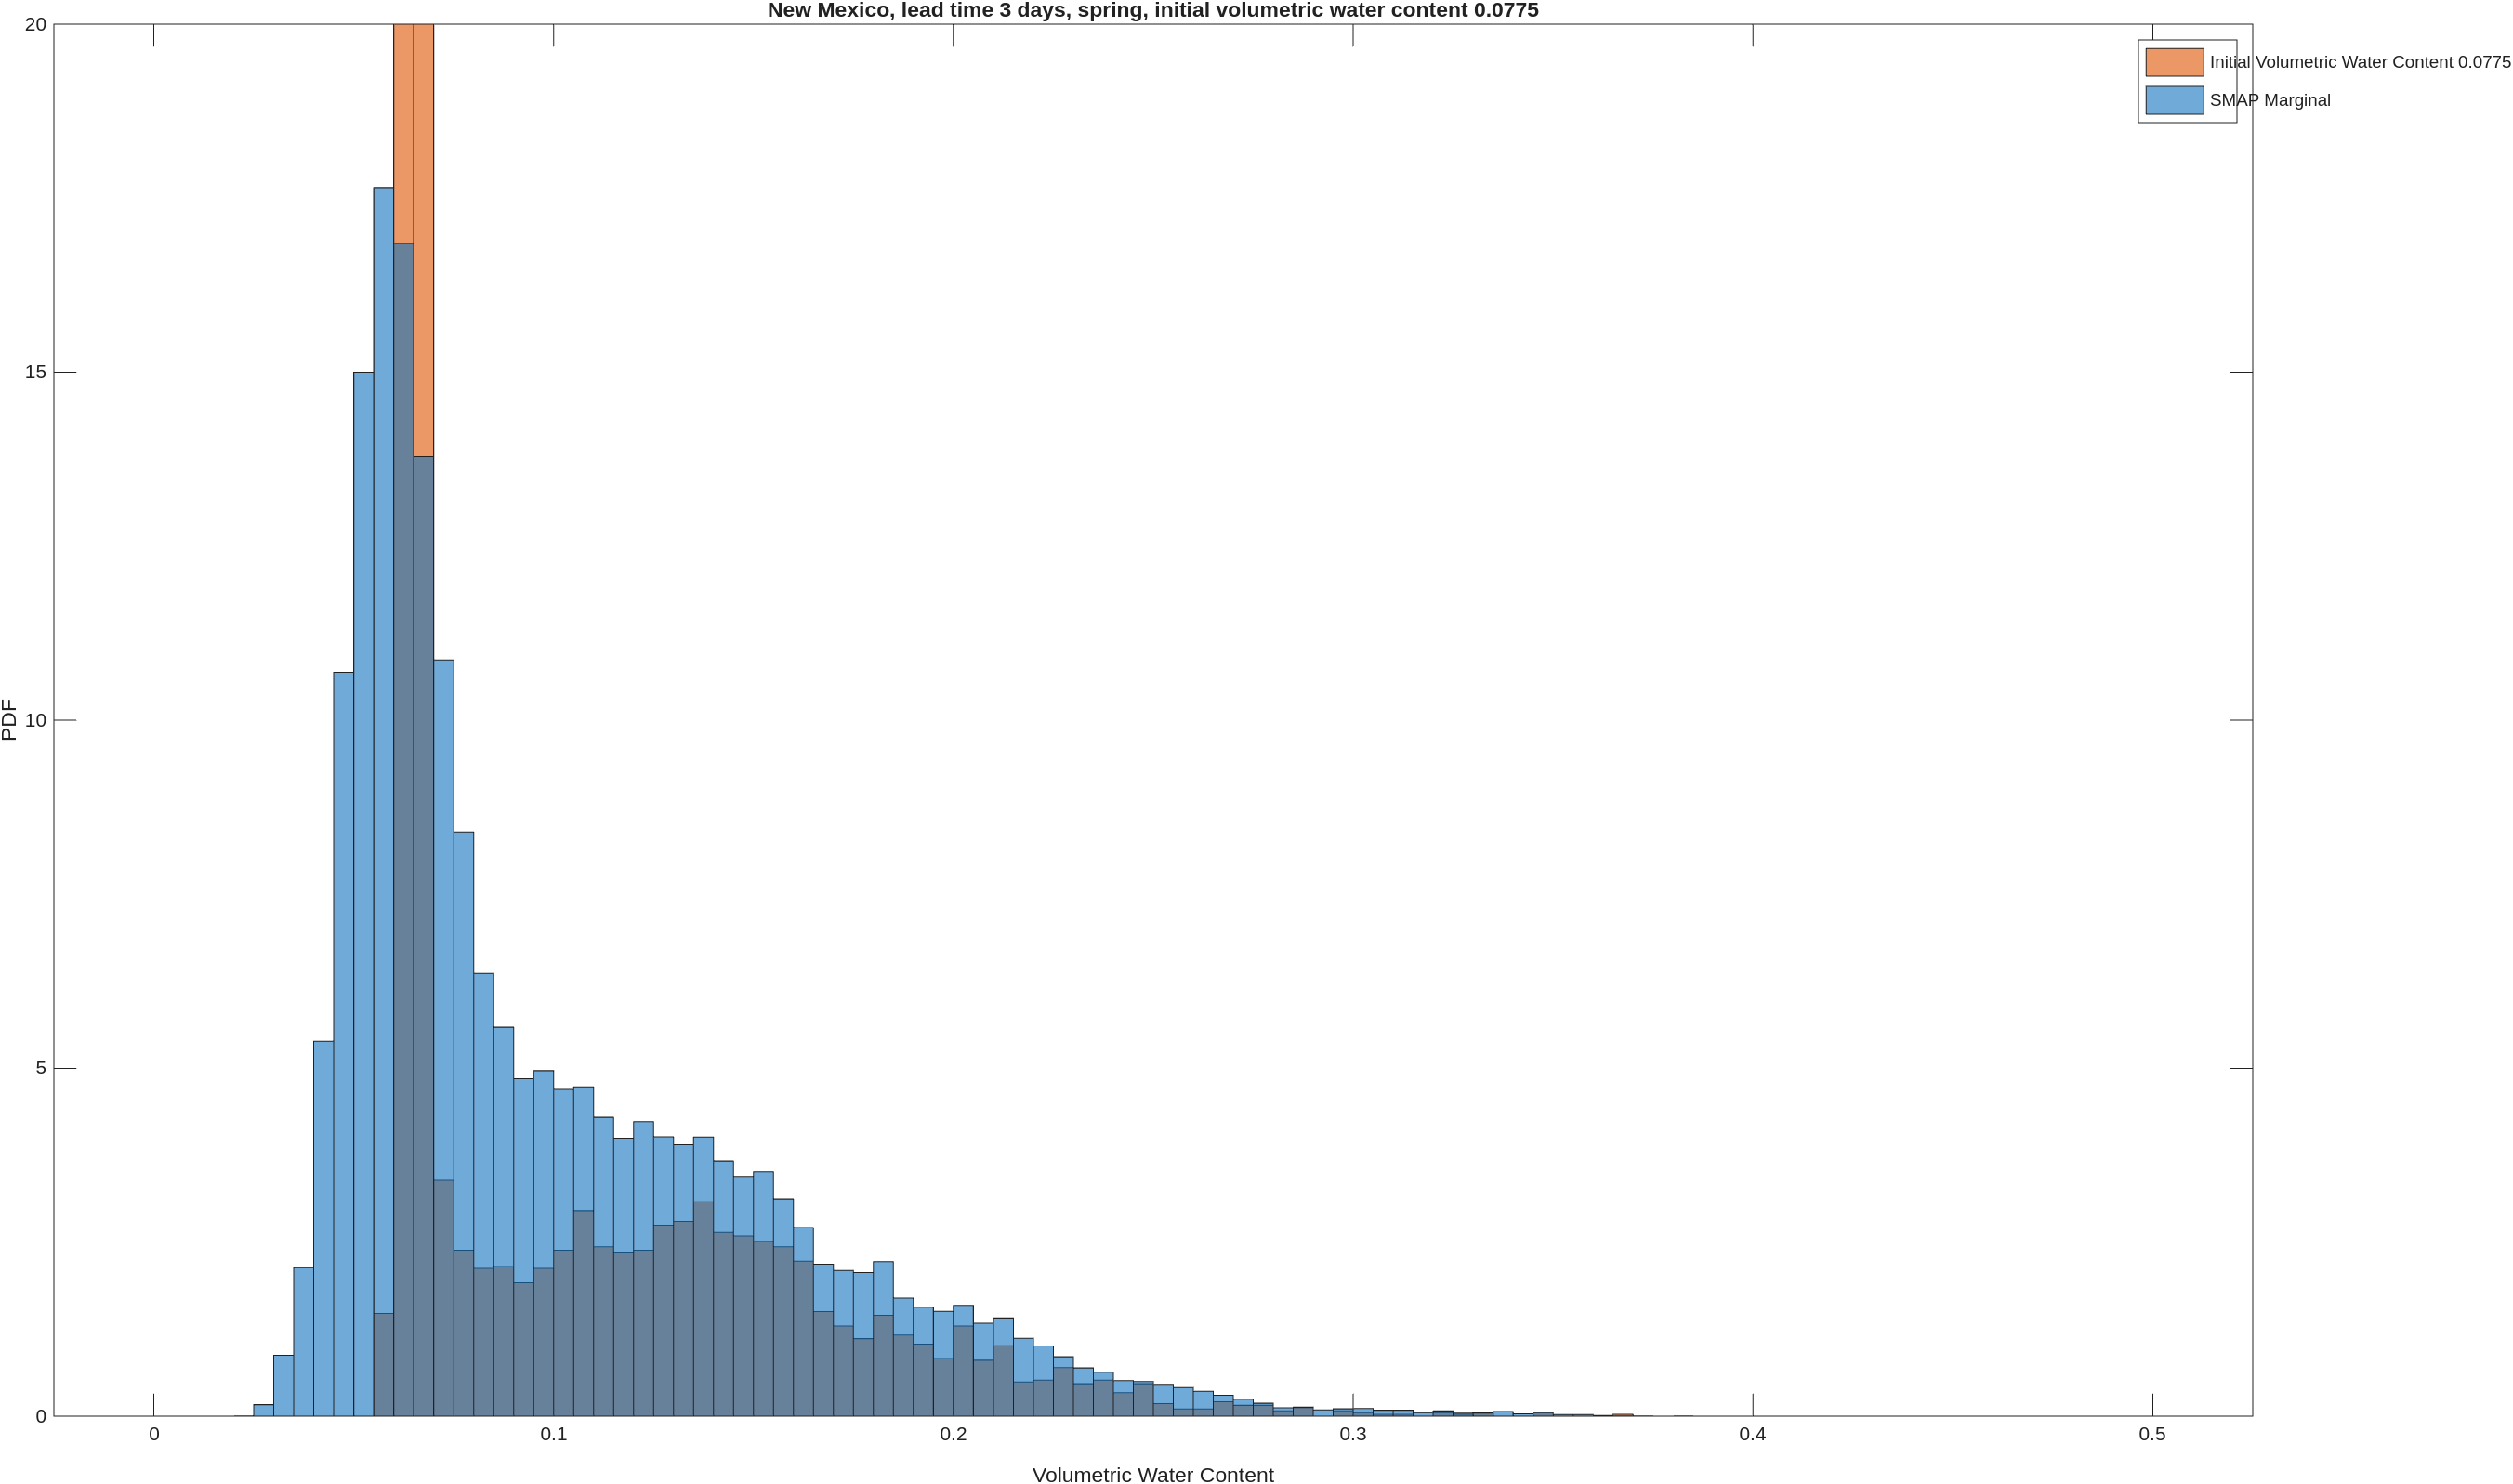 New Mexico, lead time 3 days, spring, initial volumetric water content 0.0775
20
15
10
5
0
PDF
0 0.1 0.2 0.3 0.4 0.5
Volumetric Water Content
Initial Volumetric Water Content 0.0775
SMAP Marginal